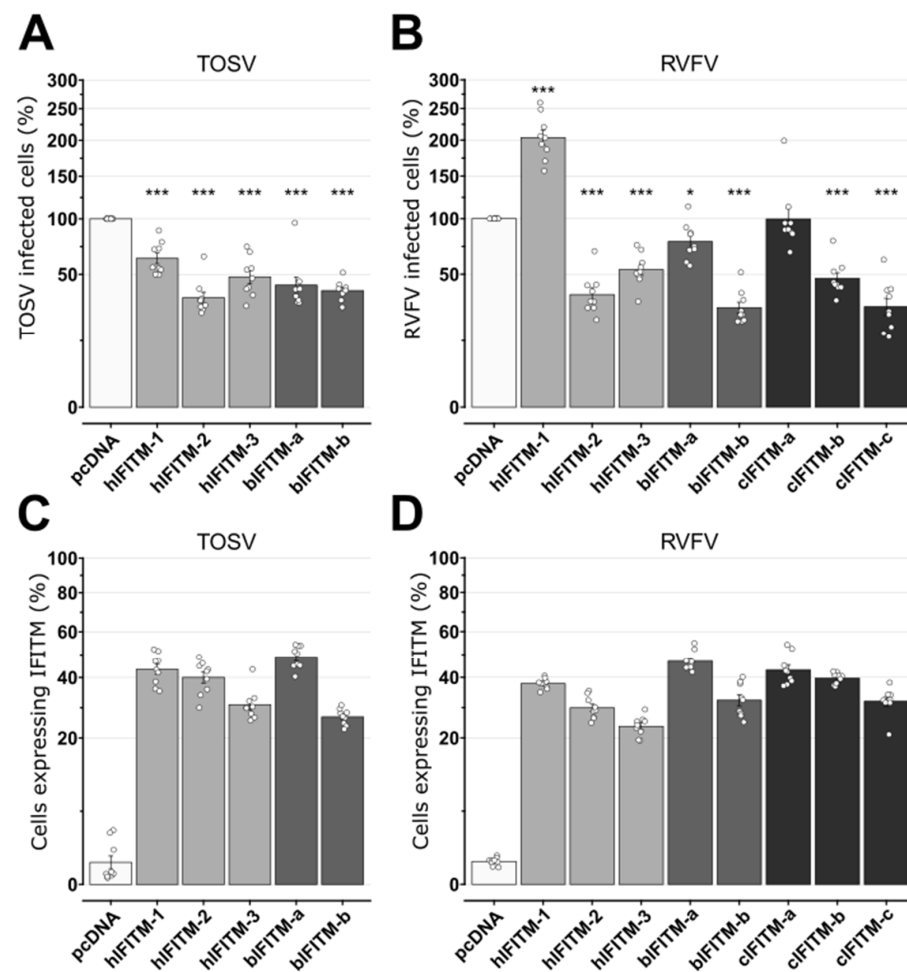 A
TOSV
TOSV infected cells (%)
300
250
200
150
100
50
0
***
***
***
***
***
pcDNA
hIFITM-1
hIFITM-2
hIFITM-3
bIFITM-a
bIFITM-b
B
RVFV
RVFV infected cells (%)
300
250
200
150
100
50
0
***
***
***
*
***
***
***
pcDNA
hIFITM-1
hIFITM-2
hIFITM-3
bIFITM-a
bIFITM-b
cIFITM-a
cIFITM-b
cIFITM-c
C
TOSV
Cells expressing IFITM (%)
100
80
60
40
20
0
pcDNA
hIFITM-1
hIFITM-2
hIFITM-3
bIFITM-a
bIFITM-b
D
RVFV
Cells expressing IFITM (%)
100
80
60
40
20
0
pcDNA
hIFITM-1
hIFITM-2
hIFITM-3
bIFITM-a
bIFITM-b
cIFITM-a
cIFITM-b
cIFITM-c